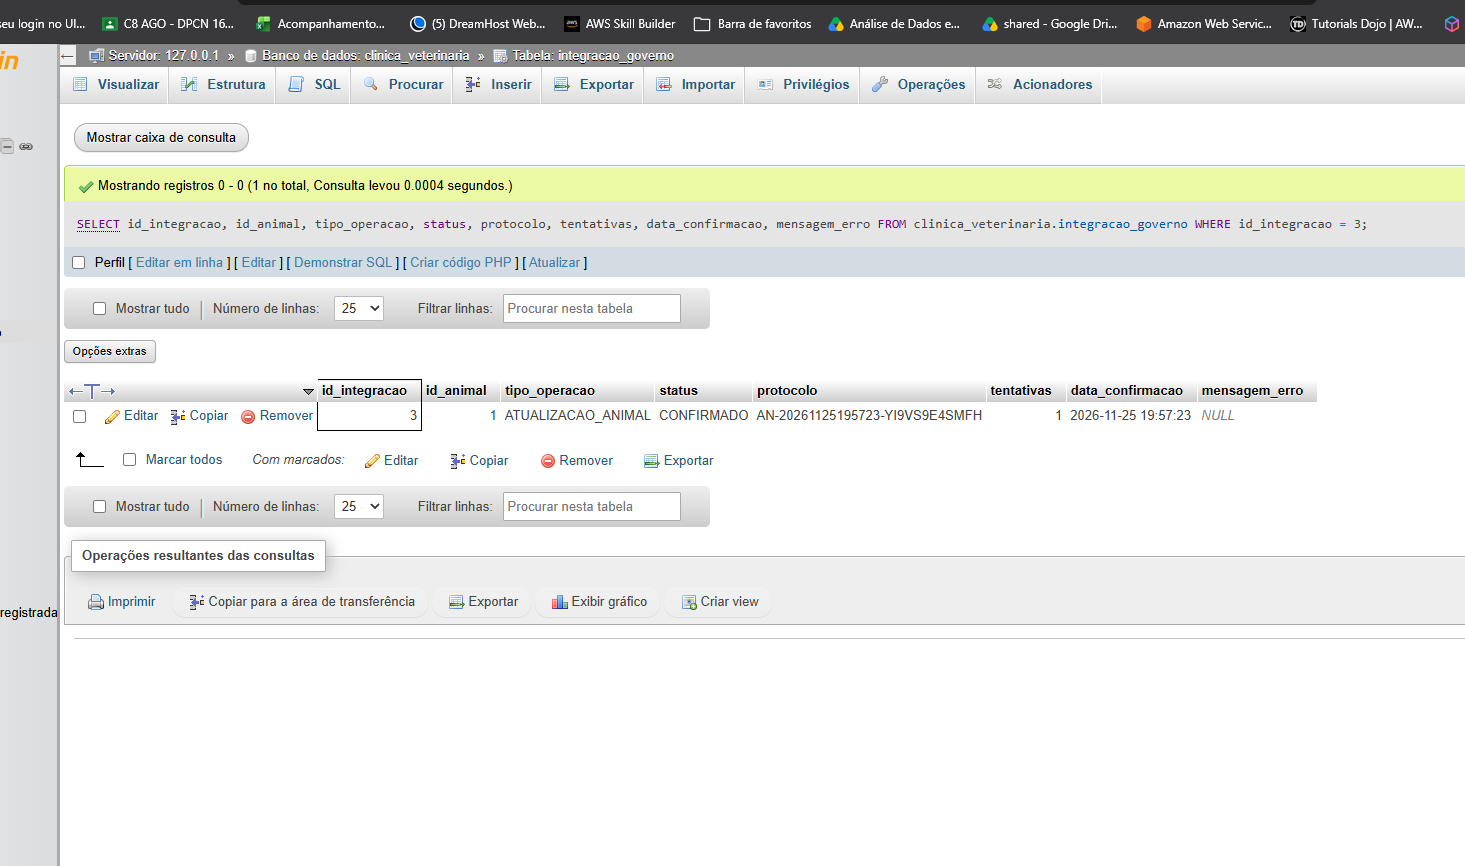 seu login no UI...
C8 AGO - DPCN 16...
Acompanhamento...
(5) DreamHost Web...
aws AWS Skill Builder
Barra de favoritos
Análise de Dados e...
shared - Google Dri...
Amazon Web Servic...
TD Tutorials Dojo | AW...
in
Servidor: 127.0.0.1 » Banco de dados: clinica_veterinaria » Tabela: integracao_governo
Visualizar Estrutura SQL Procurar Inserir Exportar Importar Privilégios Operações Acionadores
Mostrar caixa de consulta
Mostrando registros 0 - 0 (1 no total, Consulta levou 0.0004 segundos.)
SELECT id_integracao, id_animal, tipo_operacao, status, protocolo, tentativas, data_confirmacao, mensagem_erro FROM clinica_veterinaria.integracao_governo WHERE id_integracao = 3;
Perfil [ Editar em linha ] [ Editar ] [ Demonstrar SQL ] [ Criar código PHP ] [ Atualizar ]
Mostrar tudo Número de linhas: 25 Filtrar linhas: Procurar nesta tabela
Opções extras
←T→ id_integracao id_animal tipo_operacao status protocolo tentativas data_confirmacao mensagem_erro
Editar Copiar Remover 3 1 ATUALIZACAO_ANIMAL CONFIRMADO AN-20261125195723-YI9VS9E4SMFH 1 2026-11-25 19:57:23 NULL
Marcar todos Com marcados: Editar Copiar Remover Exportar
Mostrar tudo Número de linhas: 25 Filtrar linhas: Procurar nesta tabela
Operações resultantes das consultas
Imprimir Copiar para a área de transferência Exportar Exibir gráfico Criar view
registrada